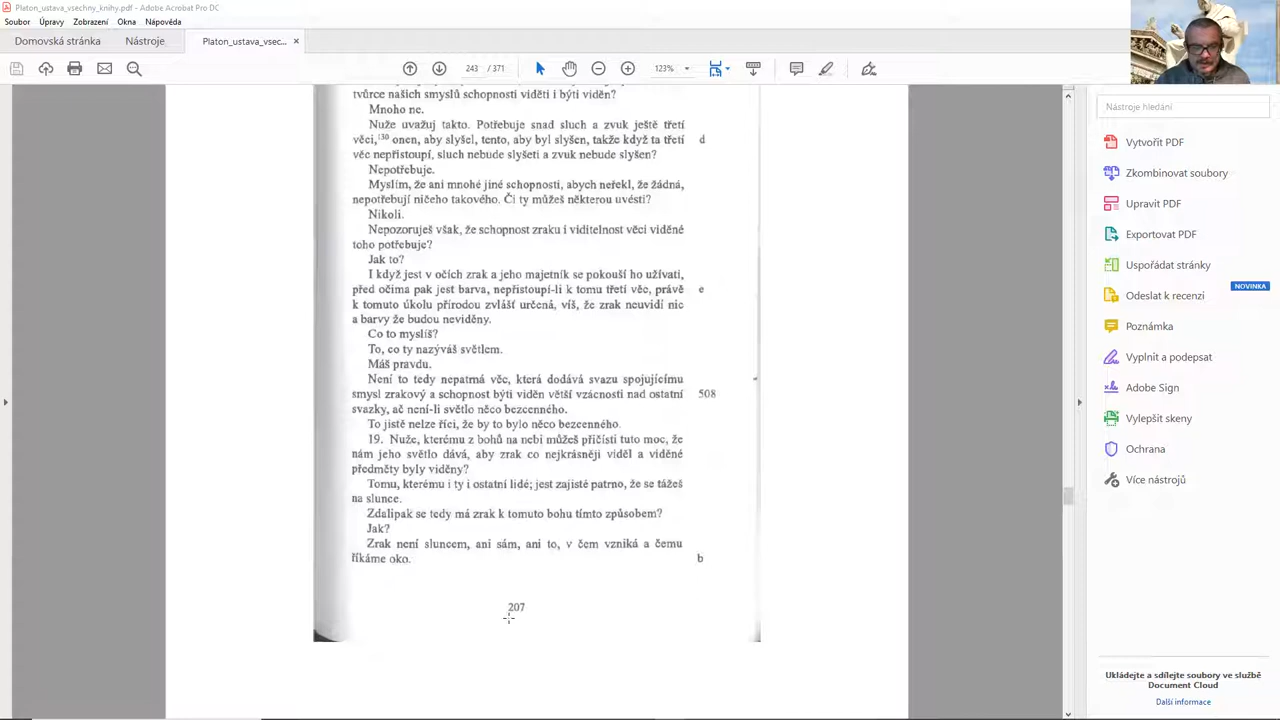 Platon_ustava_vsechny_knihy.pdf - Adobe Acrobat Pro DC
Soubor Úpravy Zobrazení Okna Nápověda
Domovská stránka Nástroje Platon_ustava_vsec... ×
243 / 371 123%
Nástroje hledání
tvůrce našich smyslů schopnosti viděti i býti viděn?
Mnoho ne.
Nuže uvažuj takto. Potřebuje snad sluch a zvuk ještě třetí
věci,¹³⁰ onen, aby slyšel, tento, aby byl slyšen, takže když ta třetí d
věc nepřistoupí, sluch nebude slyšeti a zvuk nebude slyšen?
Nepotřebuje.
Myslím, že ani mnohé jiné schopnosti, abych neřekl, že žádná,
nepotřebují ničeho takového. Či ty můžeš některou uvésti?
Nikoli.
Nepozoruješ však, že schopnost zraku i viditelnost věci viděné
toho potřebuje?
Jak to?
I když jest v očích zrak a jeho majetník se pokouší ho užívati,
před očima pak jest barva, nepřistoupí-li k tomu třetí věc, právě e
k tomuto úkolu přírodou zvlášť určená, víš, že zrak neuvidí nic
a barvy že budou neviděny.
Co to myslíš?
To, co ty nazýváš světlem.
Máš pravdu.
Není to tedy nepatrná věc, která dodává svazu spojujícímu
smysl zrakový a schopnost býti viděn větší vzácnosti nad ostatní 508
svazky, ač není-li světlo něco bezcenného.
To jistě nelze říci, že by to bylo něco bezcenného.
19. Nuže, kterému z bohů na nebi můžeš přičísti tuto moc, že
nám jeho světlo dává, aby zrak co nejkrásněji viděl a viděné
předměty byly viděny?
Tomu, kterému i ty i ostatní lidé; jest zajisté patrno, že se tážeš
na slunce.
Zdalipak se tedy má zrak k tomuto bohu tímto způsobem?
Jak?
Zrak není sluncem, ani sám, ani to, v čem vzniká a čemu
říkáme oko. b
207
Vytvořit PDF
Zkombinovat soubory
Upravit PDF
Exportovat PDF
Uspořádat stránky
NOVINKA
Odeslat k recenzi
Poznámka
Vyplnit a podepsat
Adobe Sign
Vylepšit skeny
Ochrana
Více nástrojů
Ukládejte a sdílejte soubory ve službě
Document Cloud
Další informace